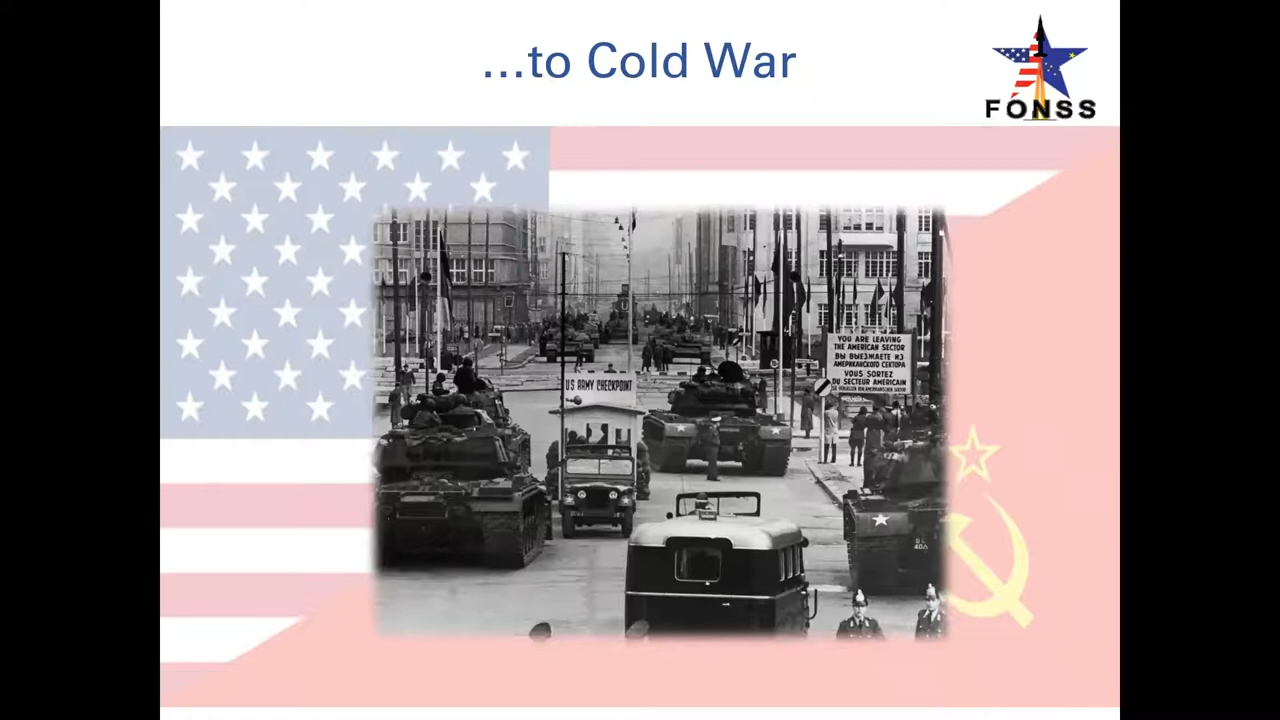 ...to Cold War
FONSS
YOU ARE LEAVING
THE AMERICAN SECTOR
ВЫ ВЫЕЗЖАЕТЕ ИЗ
АМЕРИКАНСКОГО СЕКТОРА
VOUS SORTEZ
DU SECTEUR AMERICAIN
US ARMY CHECKPOINT